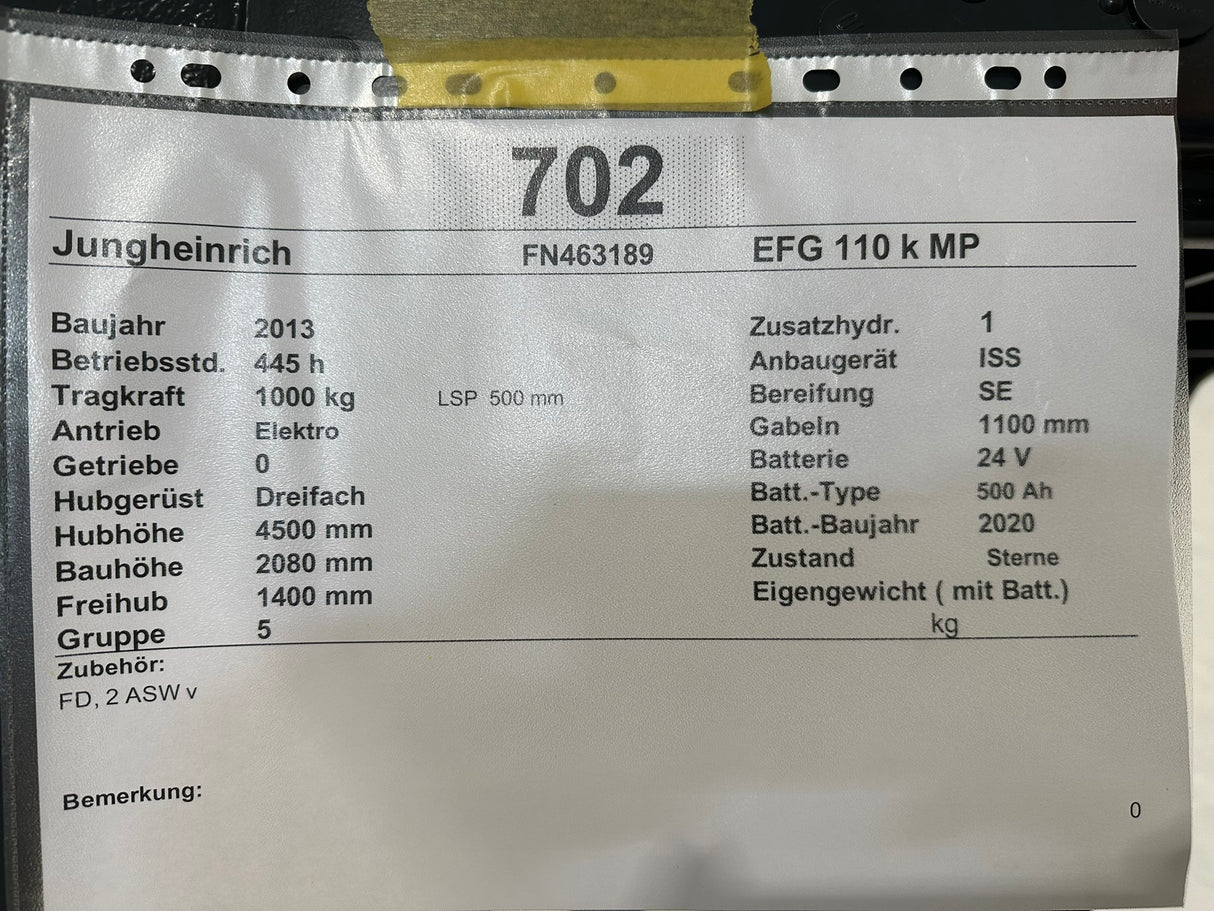 702
Jungheinrich FN463189 EFG 110 k MP
Baujahr 2013 Zusatzhydr. 1
Betriebsstd. 445 h Anbaugerät ISS
Tragkraft 1000 kg LSP 500 mm Bereifung SE
Antrieb Elektro Gabeln 1100 mm
Getriebe 0 Batterie 24 V
Hubgerüst Dreifach Batt.-Type 500 Ah
Hubhöhe 4500 mm Batt.-Baujahr 2020
Bauhöhe 2080 mm Zustand Sterne
Freihub 1400 mm Eigengewicht ( mit Batt.)
Gruppe 5 kg
Zubehör:
FD, 2 ASW v
Bemerkung:
0